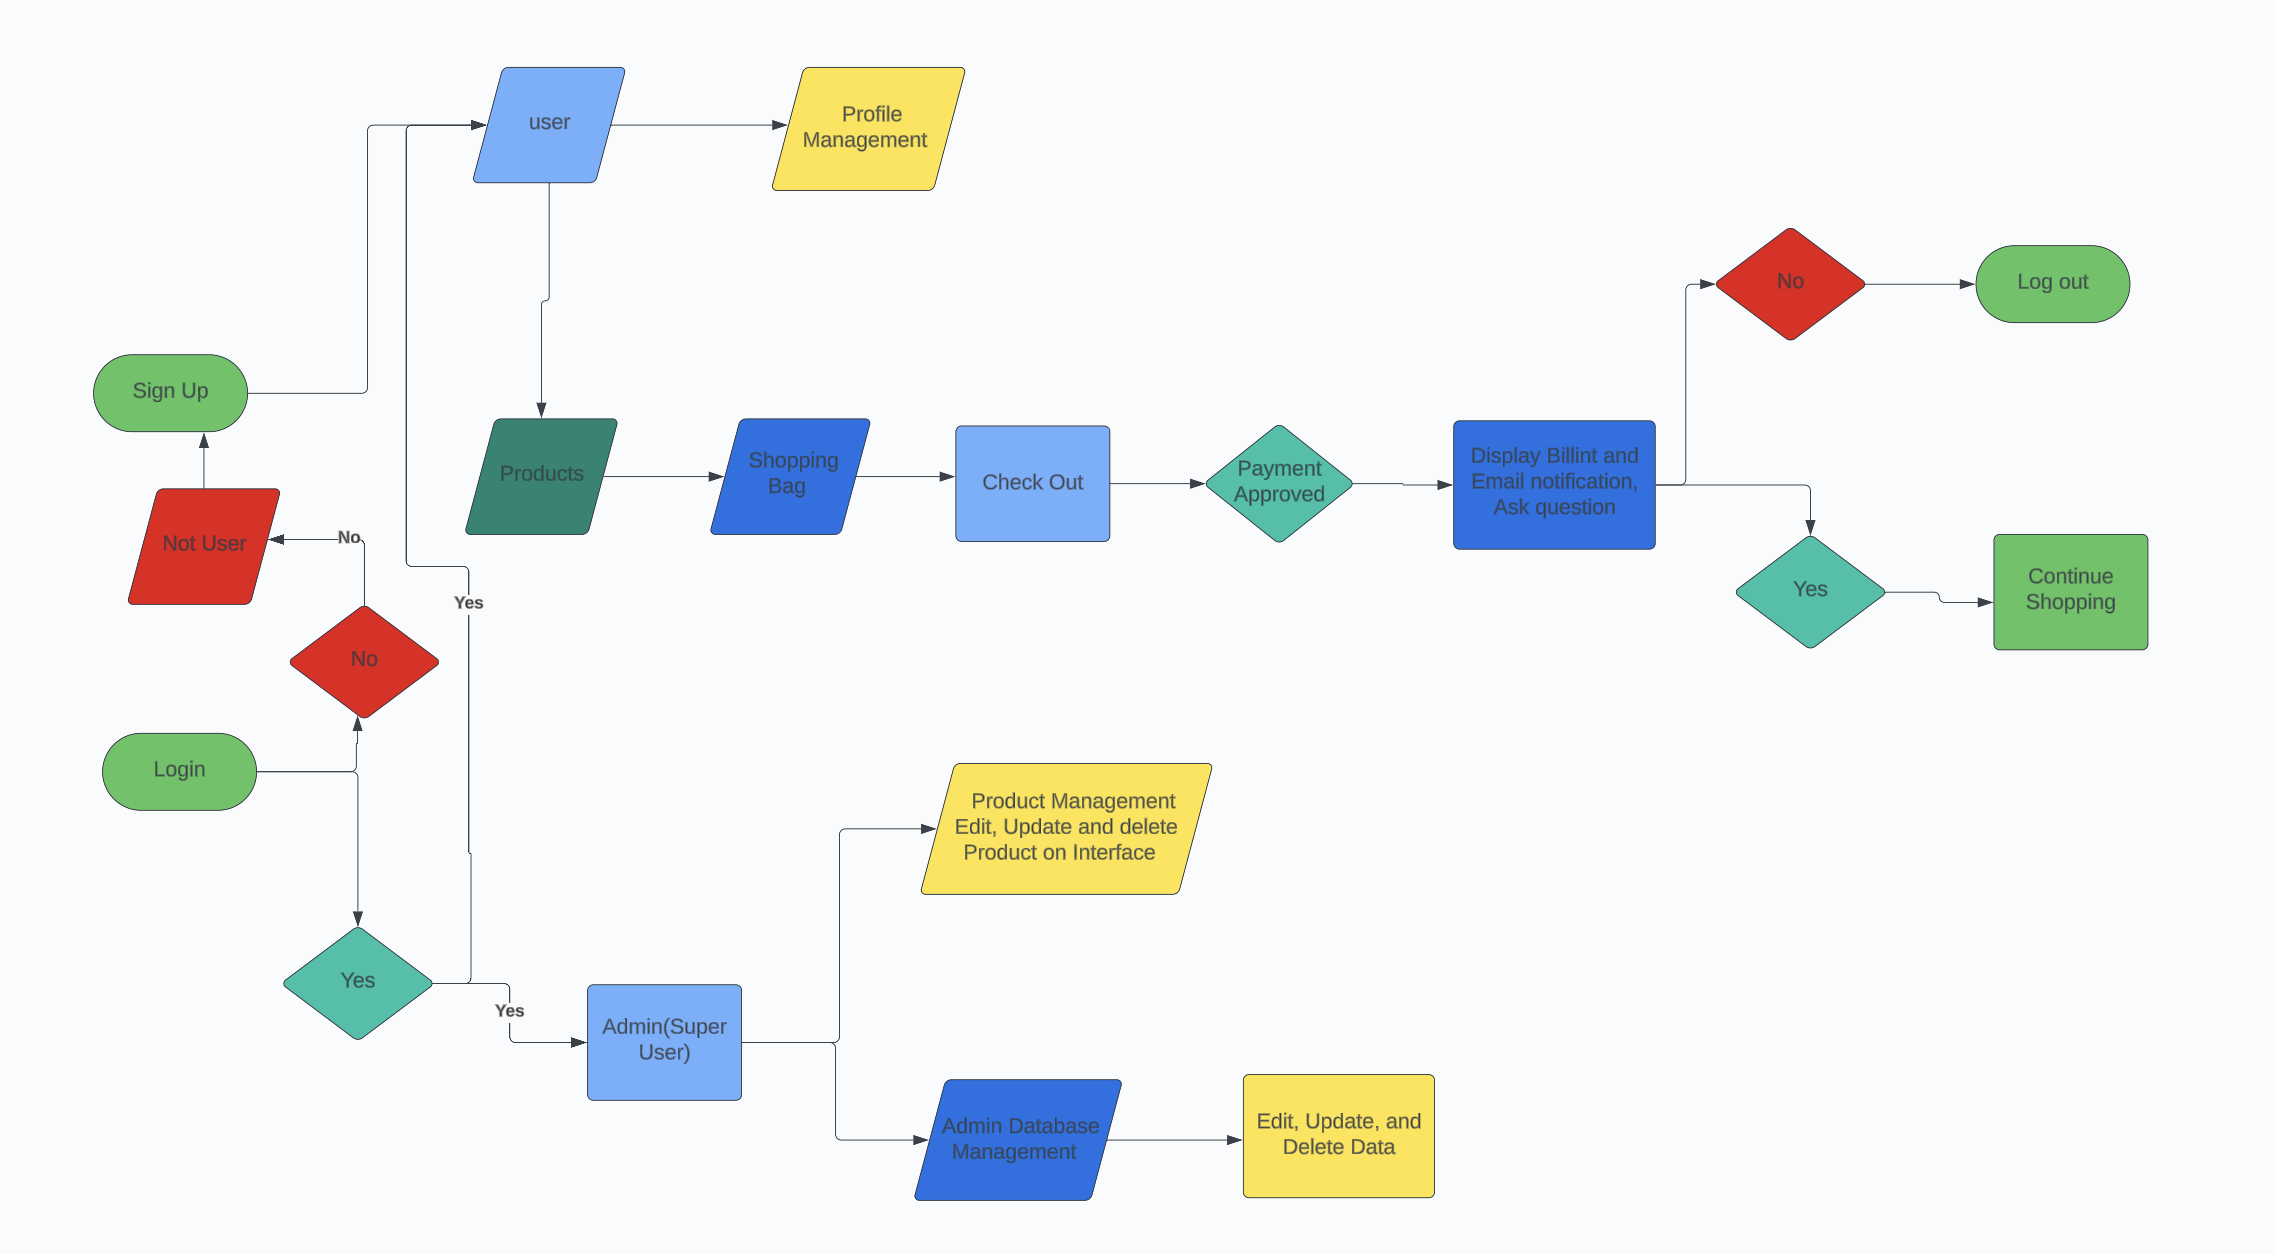 user
Profile
Management
No
Log out
Sign Up
Products
Shopping
Bag
Check Out
Payment
Approved
Display Billint and
Email notification,
Ask question
Not User
No
Yes
Yes
Continue
Shopping
No
Login
Product Management
Edit, Update and delete
Product on Interface
Yes
Yes
Admin(Super
User)
Admin Database
Management
Edit, Update, and
Delete Data